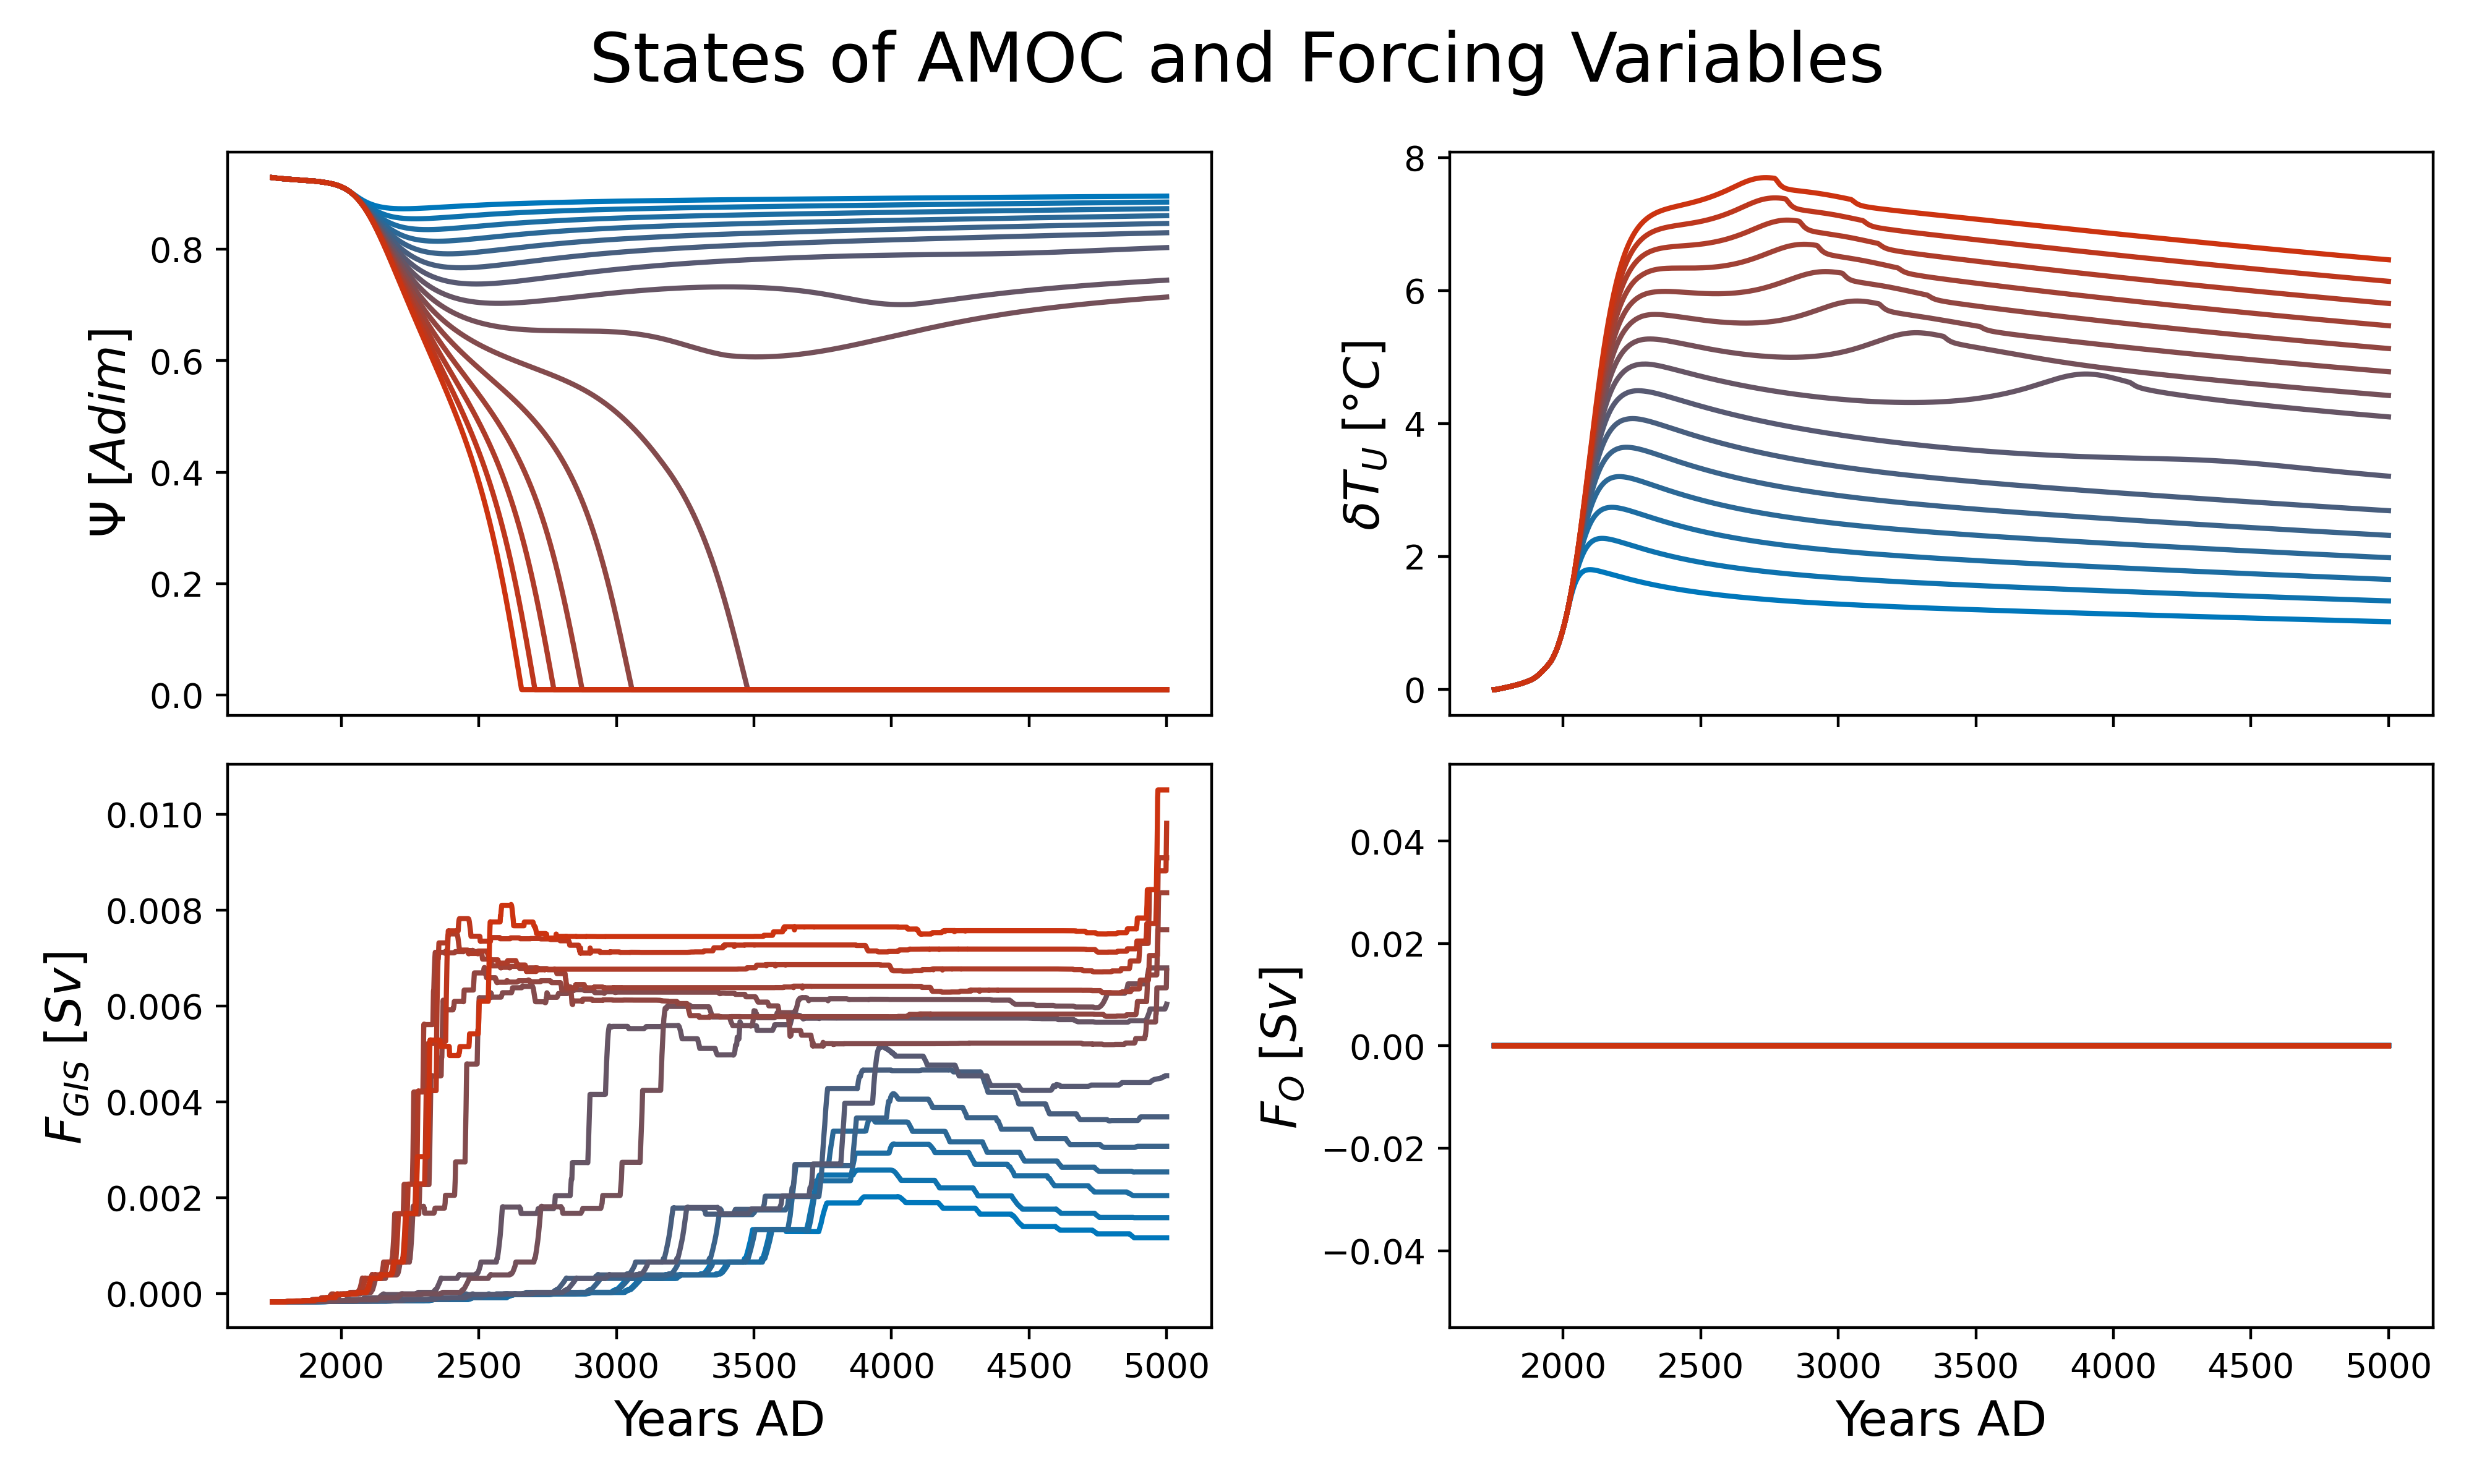 States of AMOC and Forcing Variables
Ψ [Adim]
0.8
0.6
0.4
0.2
0.0
δT_U [°C]
8
6
4
2
0
F_GIS [Sv]
0.010
0.008
0.006
0.004
0.002
0.000
2000 2500 3000 3500 4000 4500 5000
Years AD
F_O [Sv]
0.04
0.02
0.00
−0.02
−0.04
2000 2500 3000 3500 4000 4500 5000
Years AD